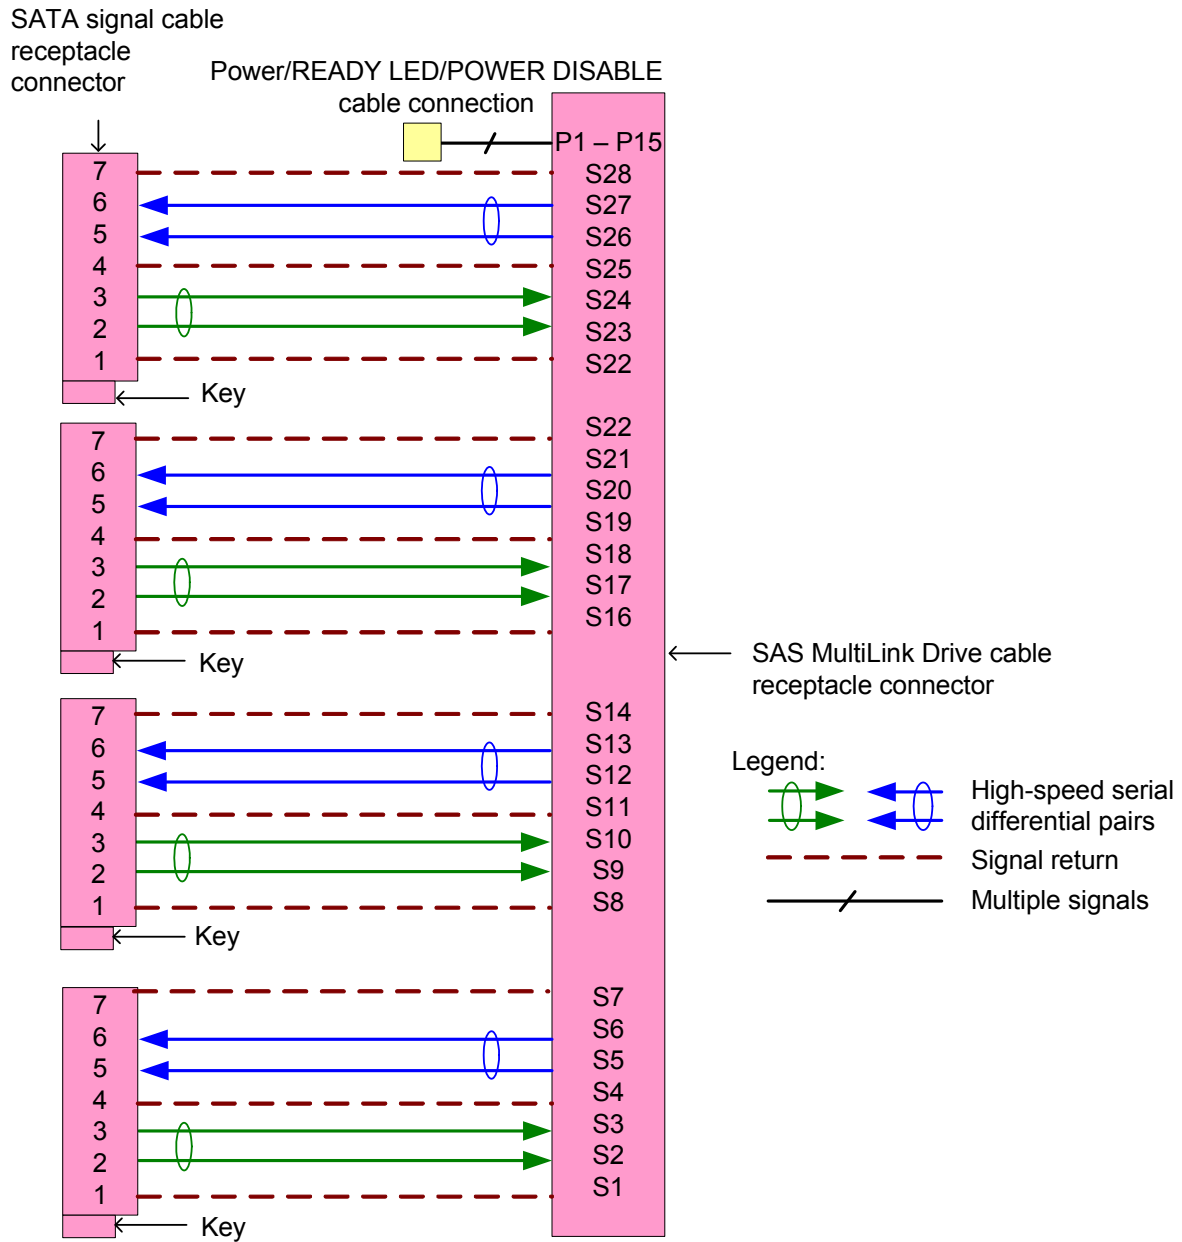 SATA signal cable
receptacle
connector
Power/READY LED/POWER DISABLE
cable connection
P1 – P15
7 S28
6 S27
5 S26
4 S25
3 S24
2 S23
1 S22
Key
7 S22
6 S21
5 S20
4 S19
3 S18
2 S17
1 S16
Key
SAS MultiLink Drive cable
receptacle connector
7 S14
6 S13
5 S12
4 S11
3 S10
2 S9
1 S8
Key
Legend:
High-speed serial
differential pairs
Signal return
Multiple signals
7 S7
6 S6
5 S5
4 S4
3 S3
2 S2
1 S1
Key